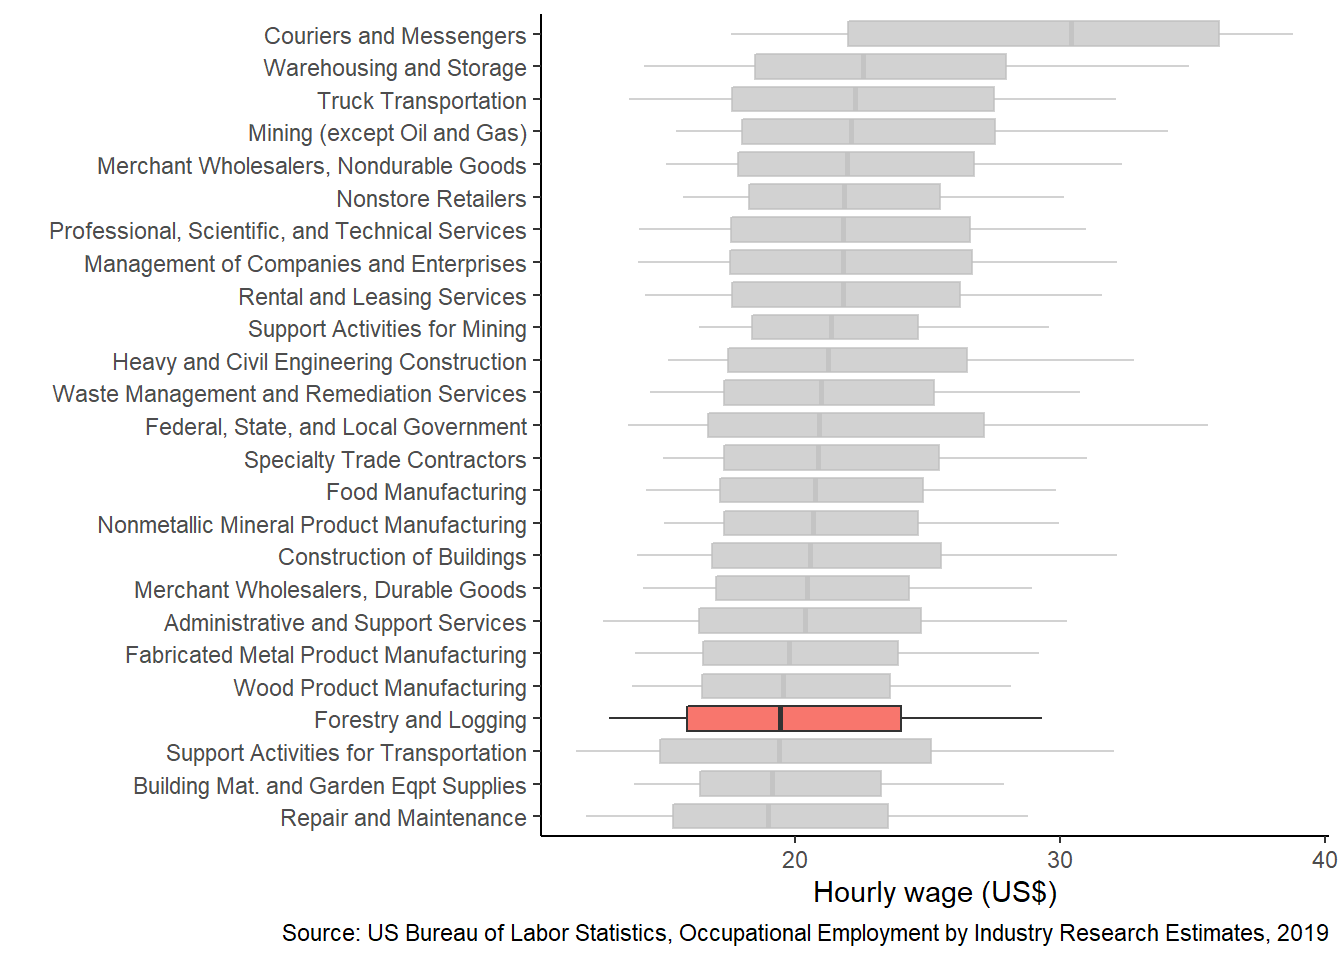 Couriers and Messengers
Warehousing and Storage
Truck Transportation
Mining (except Oil and Gas)
Merchant Wholesalers, Nondurable Goods
Nonstore Retailers
Professional, Scientific, and Technical Services
Management of Companies and Enterprises
Rental and Leasing Services
Support Activities for Mining
Heavy and Civil Engineering Construction
Waste Management and Remediation Services
Federal, State, and Local Government
Specialty Trade Contractors
Food Manufacturing
Nonmetallic Mineral Product Manufacturing
Construction of Buildings
Merchant Wholesalers, Durable Goods
Administrative and Support Services
Fabricated Metal Product Manufacturing
Wood Product Manufacturing
Forestry and Logging
Support Activities for Transportation
Building Mat. and Garden Eqpt Supplies
Repair and Maintenance
20 30 40
Hourly wage (US$)
Source: US Bureau of Labor Statistics, Occupational Employment by Industry Research Estimates, 2019